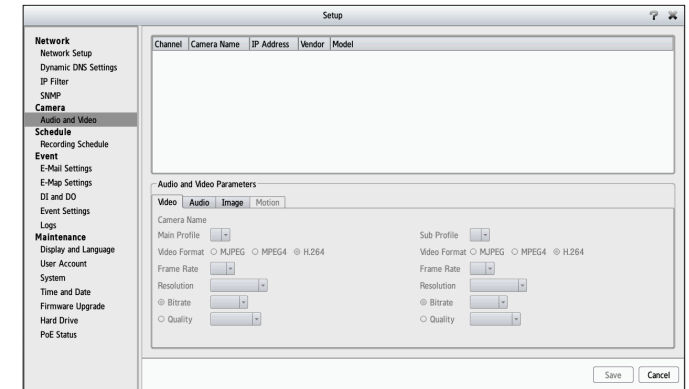 Setup
Network
Network Setup
Dynamic DNS Settings
IP Filter
SNMP
Camera
Audio and Video
Schedule
Recording Schedule
Event
E-Mail Settings
E-Map Settings
DI and DO
Event Settings
Logs
Maintenance
Display and Language
User Account
System
Time and Date
Firmware Upgrade
Hard Drive
PoE Status
Channel Camera Name IP Address Vendor Model
Audio and Video Parameters
Video Audio Image Motion
Camera Name
Main Profile Sub Profile
Video Format MJPEG MPEG4 H.264 Video Format MJPEG MPEG4 H.264
Frame Rate Frame Rate
Resolution Resolution
Bitrate Bitrate
Quality Quality
Save Cancel